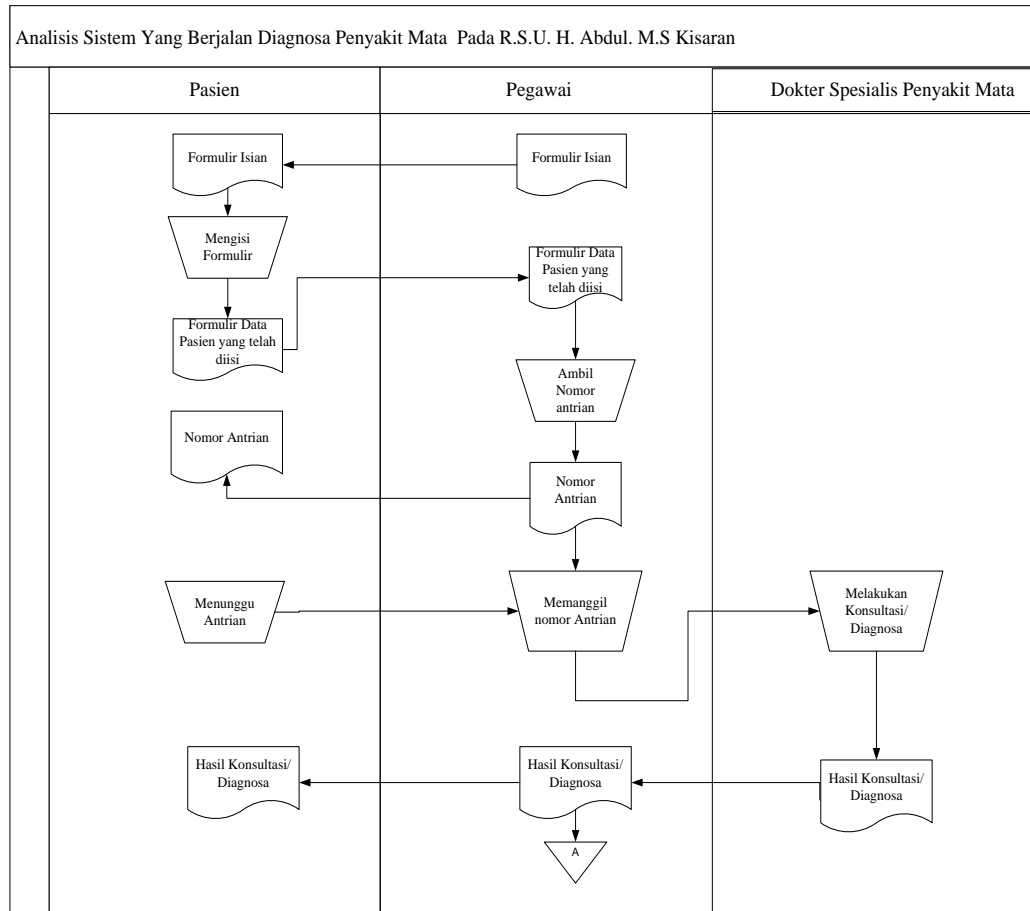 Analisis Sistem Yang Berjalan Diagnosa Penyakit Mata Pada R.S.U. H. Abdul. M.S Kisaran
Pasien
Pegawai
Dokter Spesialis Penyakit Mata
Formulir Isian
Formulir Isian
Mengisi
Formulir
Formulir Data
Pasien yang
telah diisi
Formulir Data
Pasien yang telah
diisi
Ambil
Nomor
antrian
Nomor Antrian
Nomor
Antrian
Menunggu
Antrian
Memanggil
nomor Antrian
Melakukan
Konsultasi/
Diagnosa
Hasil Konsultasi/
Diagnosa
Hasil Konsultasi/
Diagnosa
Hasil Konsultasi/
Diagnosa
A